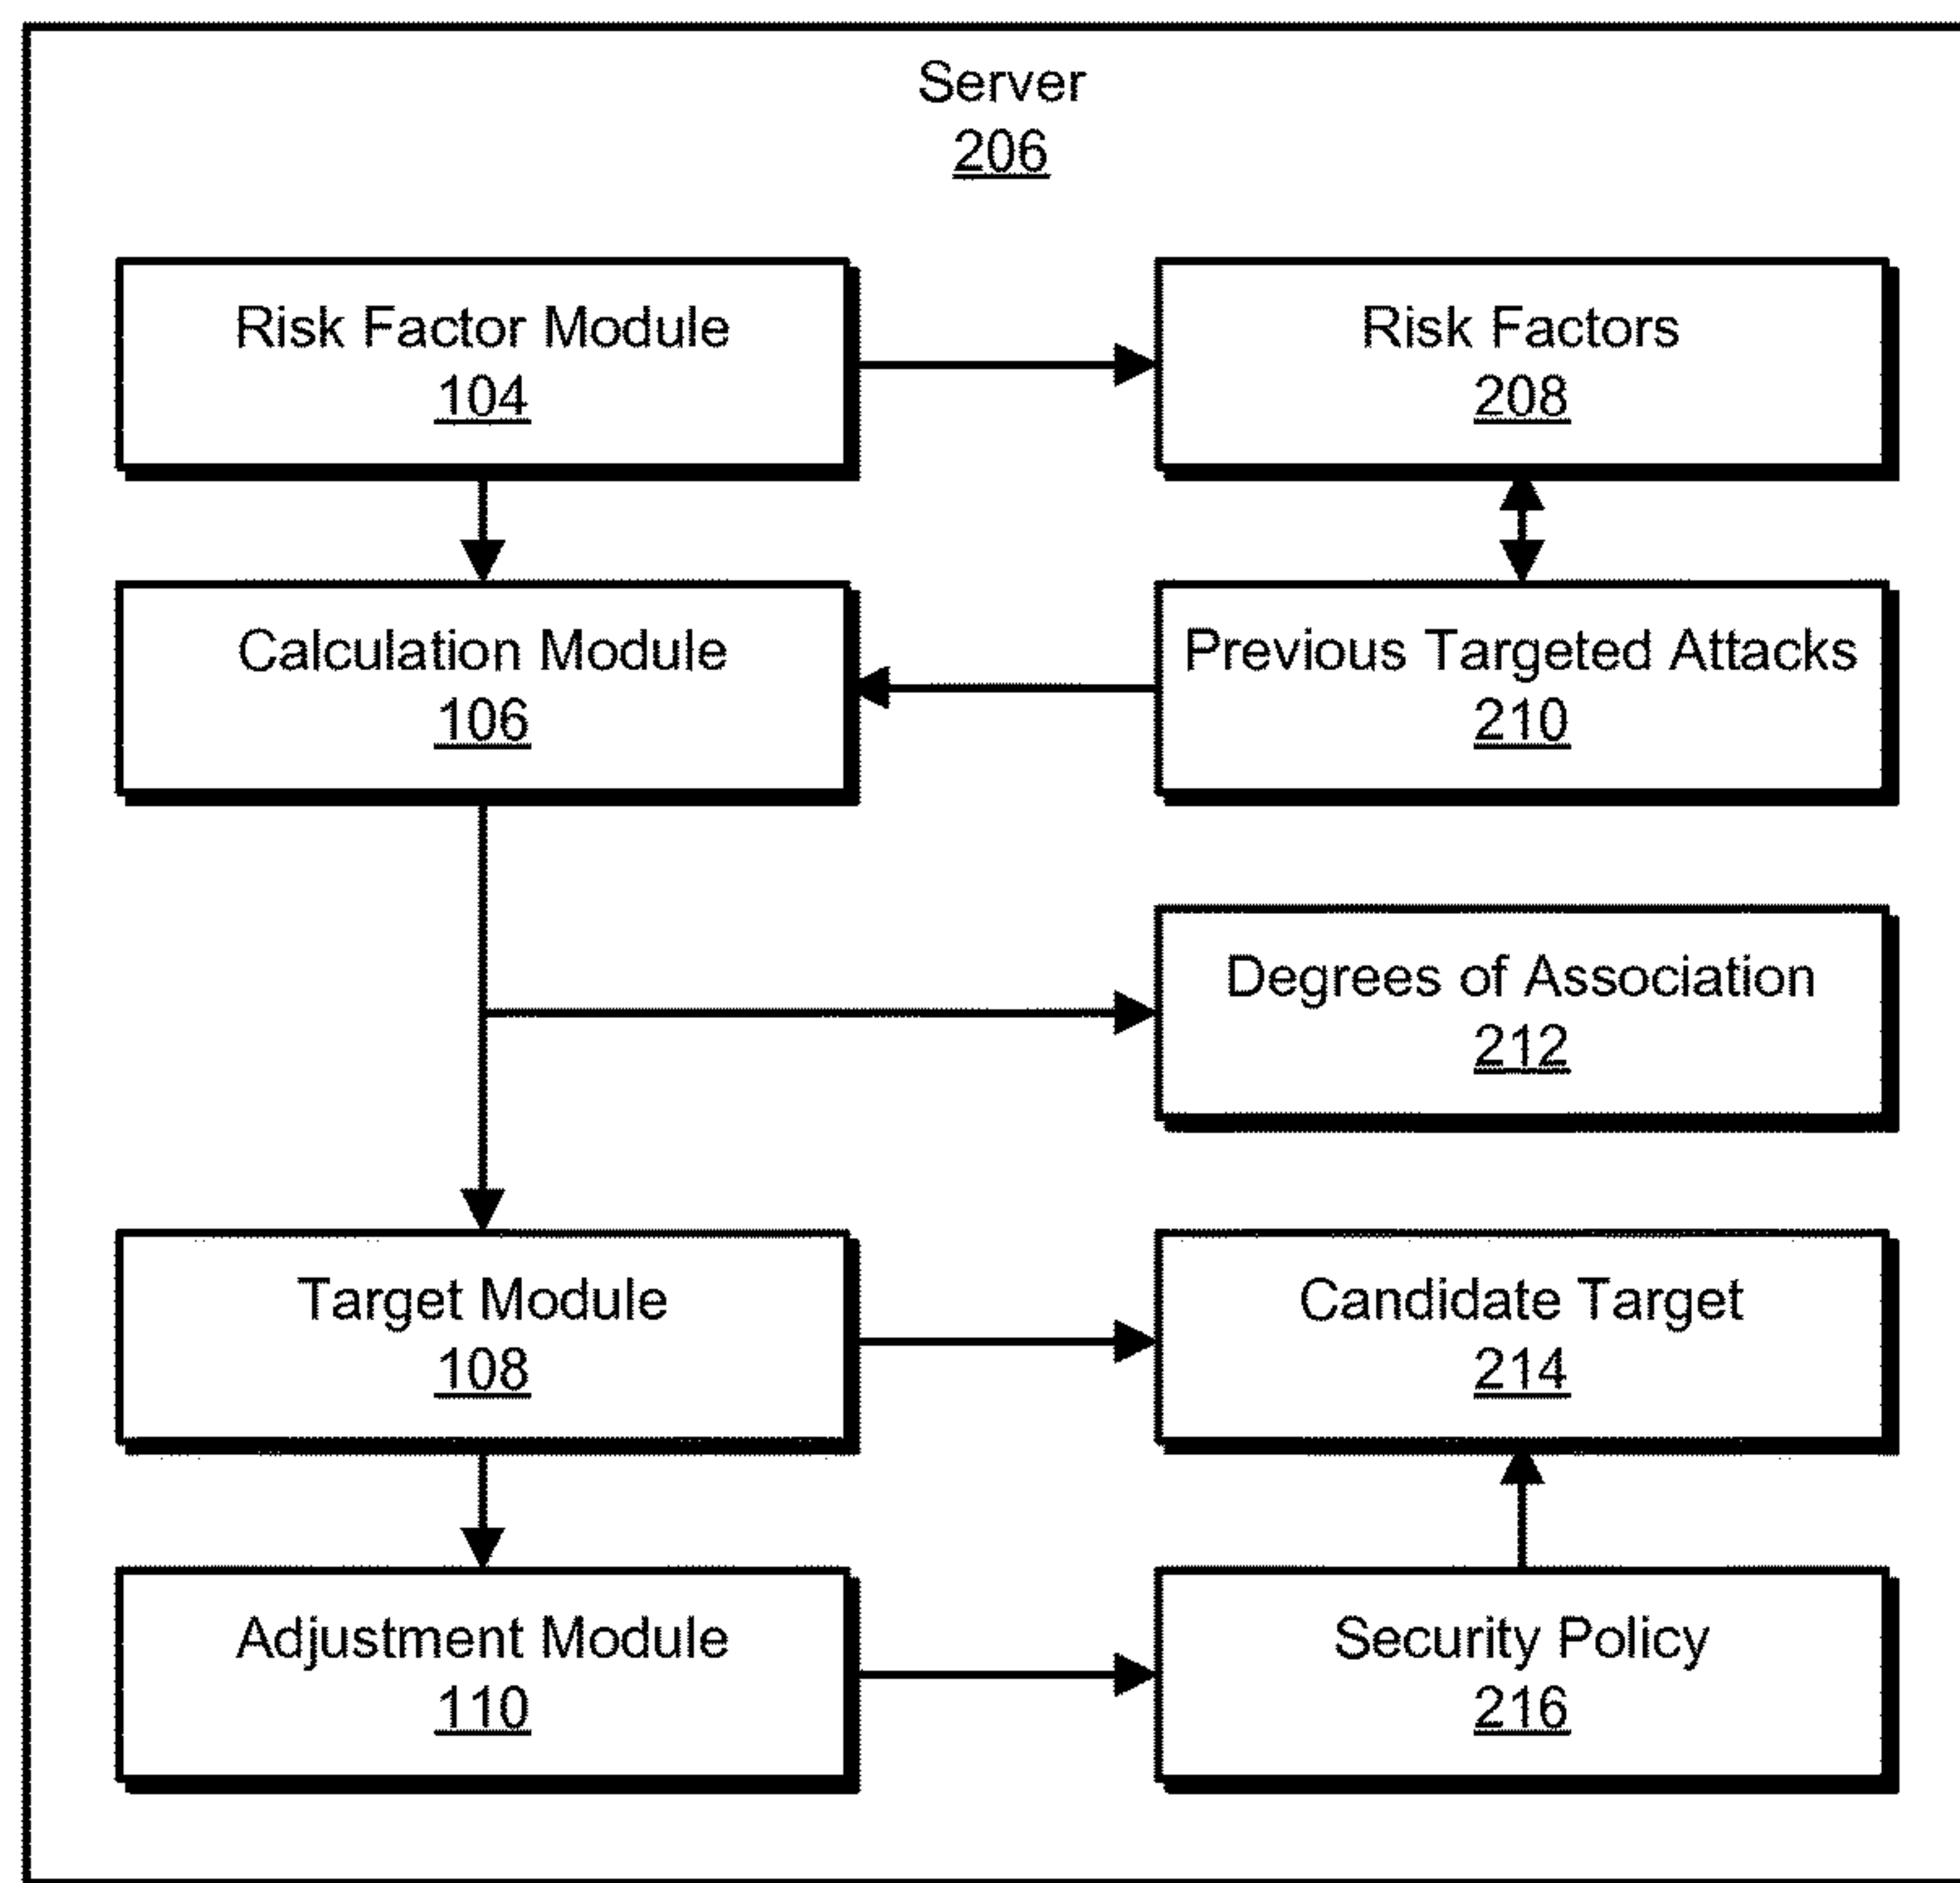 Server
206
Risk Factor Module
104
Risk Factors
208
Calculation Module
106
Previous Targeted Attacks
210
Degrees of Association
212
Target Module
108
Candidate Target
214
Adjustment Module
110
Security Policy
216